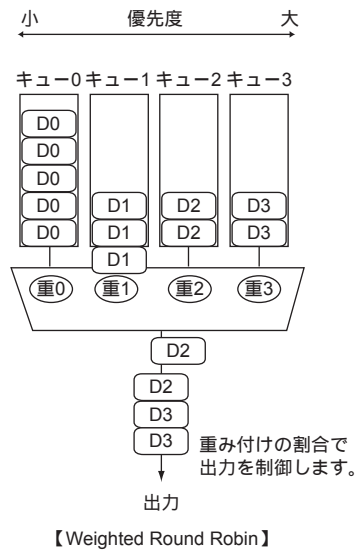 小 優先度 大
キュー0 キュー1 キュー2 キュー3
D0
D0
D0
D0 D1 D2 D3
D0 D1 D2 D3
D1
重0 重1 重2 重3
D2
D2
D3
D3
重み付けの割合で
出力を制御します。
出力
【Weighted Round Robin】